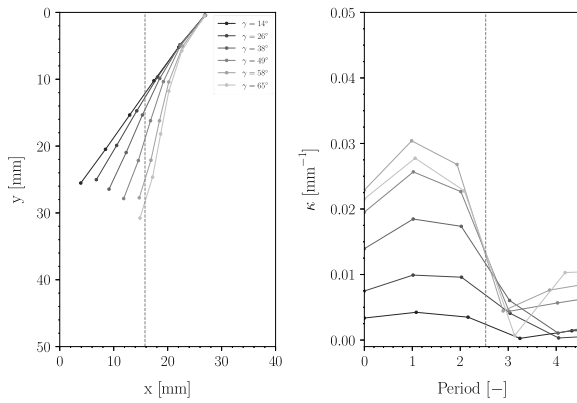 0
10
20
30
40
50
y [mm]
0
10
20
30
40
x [mm]
γ = 14°
γ = 26°
γ = 38°
γ = 49°
γ = 58°
γ = 65°
0.05
0.04
0.03
0.02
0.01
0.00
κ [mm⁻¹]
0
1
2
3
4
Period [−]